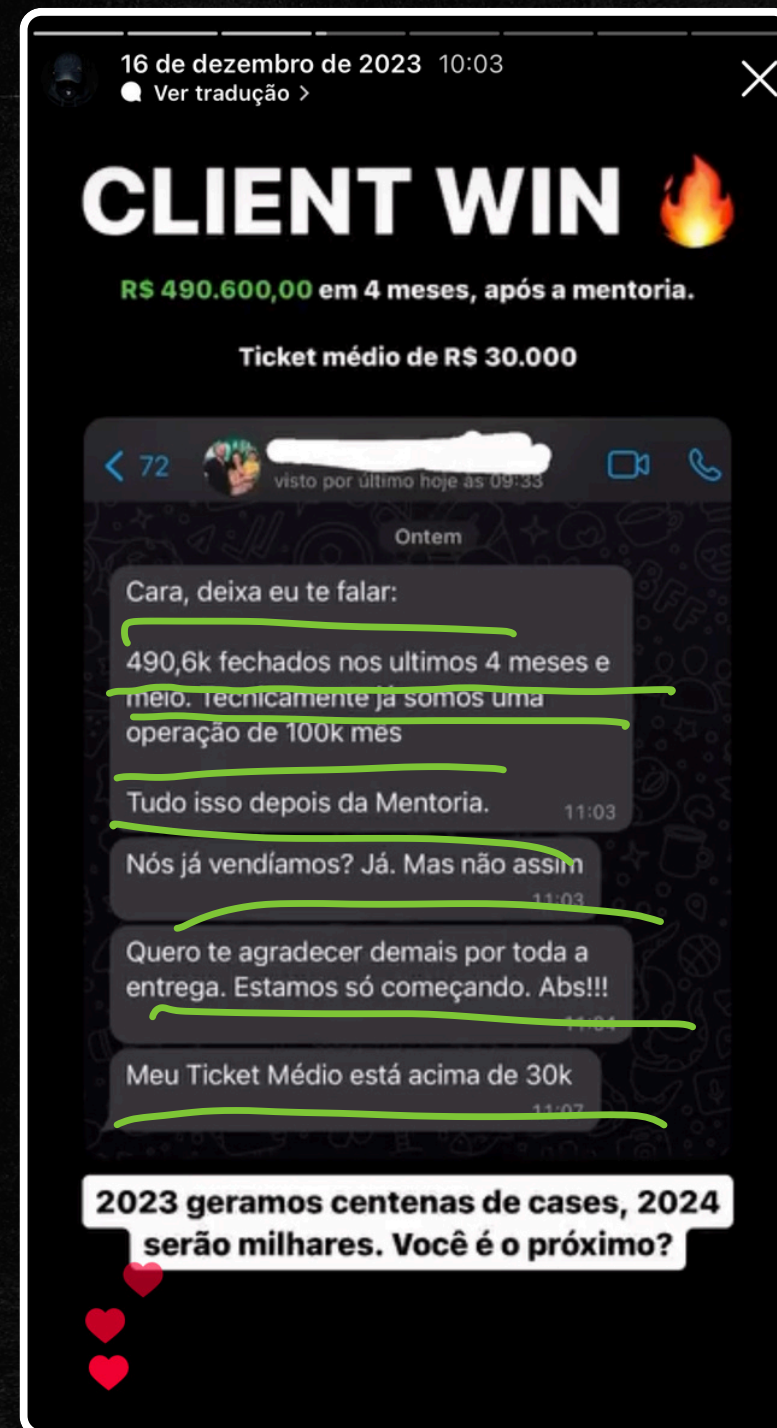 16 de dezembro de 2023 10:03
Ver tradução >
CLIENT WIN 🔥
R$ 490.600,00 em 4 meses, após a mentoria.
Ticket médio de R$ 30.000
72
visto por último hoje às 09:33
Ontem
Cara, deixa eu te falar:
490,6k fechados nos ultimos 4 meses e
meio. Tecnicamente já somos uma
operação de 100k mês
Tudo isso depois da Mentoria.
11:03
Nós já vendíamos? Já. Mas não assim
11:03
Quero te agradecer demais por toda a
entrega. Estamos só começando. Abs!!!
11:04
Meu Ticket Médio está acima de 30k
11:07
2023 geramos centenas de cases, 2024
serão milhares. Você é o próximo?